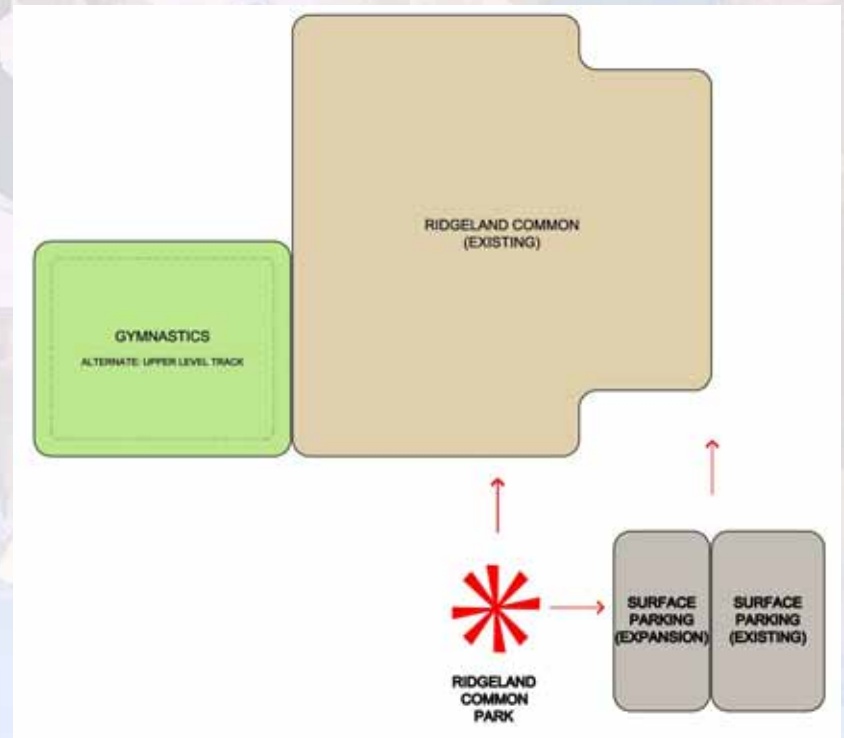 RIDGELAND COMMON
(EXISTING)
GYMNASTICS
ALTERNATE: UPPER LEVEL TRACK
SURFACE
PARKING
(EXPANSION)
SURFACE
PARKING
(EXISTING)
RIDGELAND
COMMON
PARK